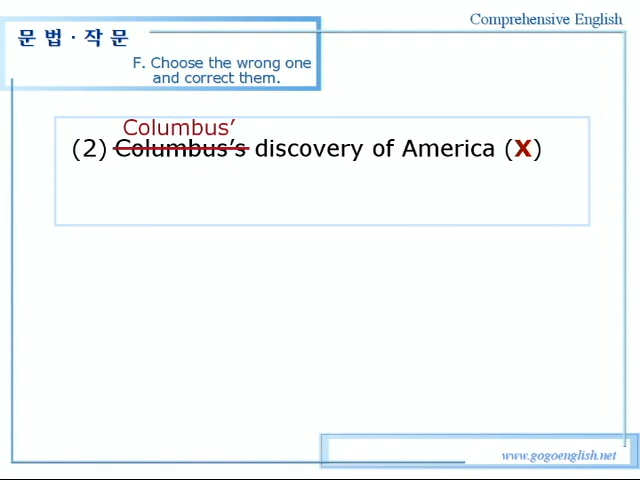 Comprehensive English
문 법 · 작 문
F. Choose the wrong one
and correct them.
Columbus’
(2) Columbus’s discovery of America (X)
www.gogoenglish.net